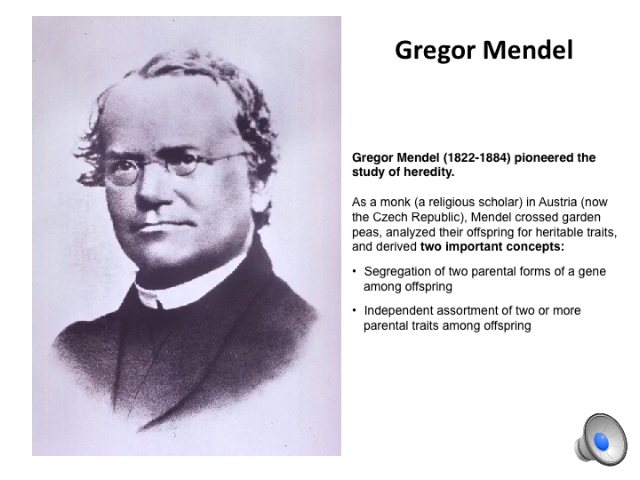 Gregor Mendel
Gregor Mendel (1822-1884) pioneered the
study of heredity.
As a monk (a religious scholar) in Austria (now
the Czech Republic), Mendel crossed garden
peas, analyzed their offspring for heritable traits,
and derived two important concepts:
• Segregation of two parental forms of a gene
among offspring
• Independent assortment of two or more
parental traits among offspring